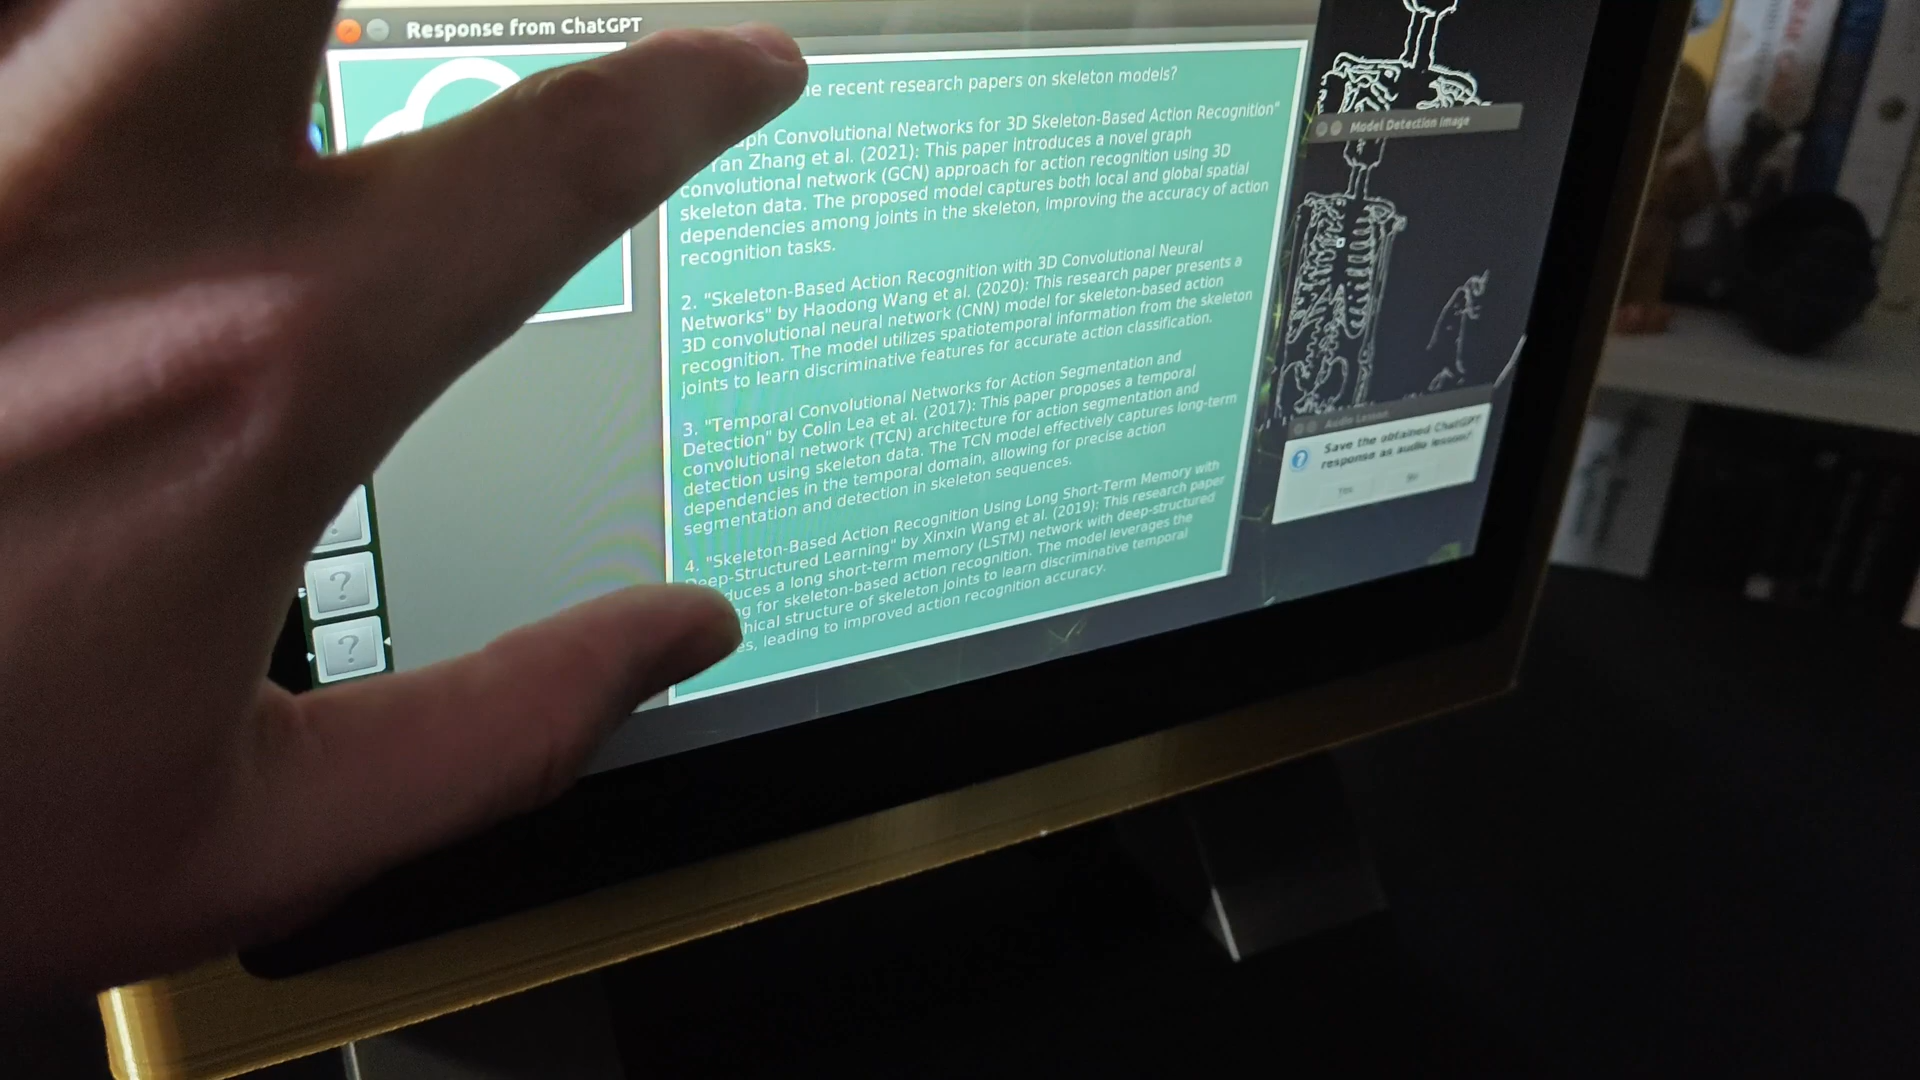 Response from ChatGPT
recent research papers on skeleton models?
Convolutional Networks for 3D Skeleton-Based Action Recognition"
Zhang et al. (2021): This paper introduces a novel graph
convolutional network (GCN) approach for action recognition using 3D
skeleton data. The proposed model captures both local and global spatial
dependencies among joints in the skeleton, improving the accuracy of action
recognition tasks.
2. "Skeleton-Based Action Recognition with 3D Convolutional Neural
Networks" by Haodong Wang et al. (2020): This research paper presents a
3D convolutional neural network (CNN) model for skeleton-based action
recognition. The model utilizes spatiotemporal information from the skeleton
joints to learn discriminative features for accurate action classification.
3. "Temporal Convolutional Networks for Action Segmentation and
Detection" by Colin Lea et al. (2017): This paper proposes a temporal
convolutional network (TCN) architecture for action segmentation and
detection using skeleton data. The TCN model effectively captures long-term
dependencies in the temporal domain, allowing for precise action
segmentation and detection in skeleton sequences.
4. "Skeleton-Based Action Recognition Using Long Short-Term Memory with
Deep-Structured Learning" by Xinxin Wang et al. (2019): This research paper
a long short-term memory (LSTM) network with deep-structured
for skeleton-based action recognition. The model leverages the
structure of skeleton joints to learn discriminative temporal
leading to improved action recognition accuracy.
Model Detection Image
Audio Lesson
Save the obtained ChatGPT
response as audio lesson?
Yes
No
?
?